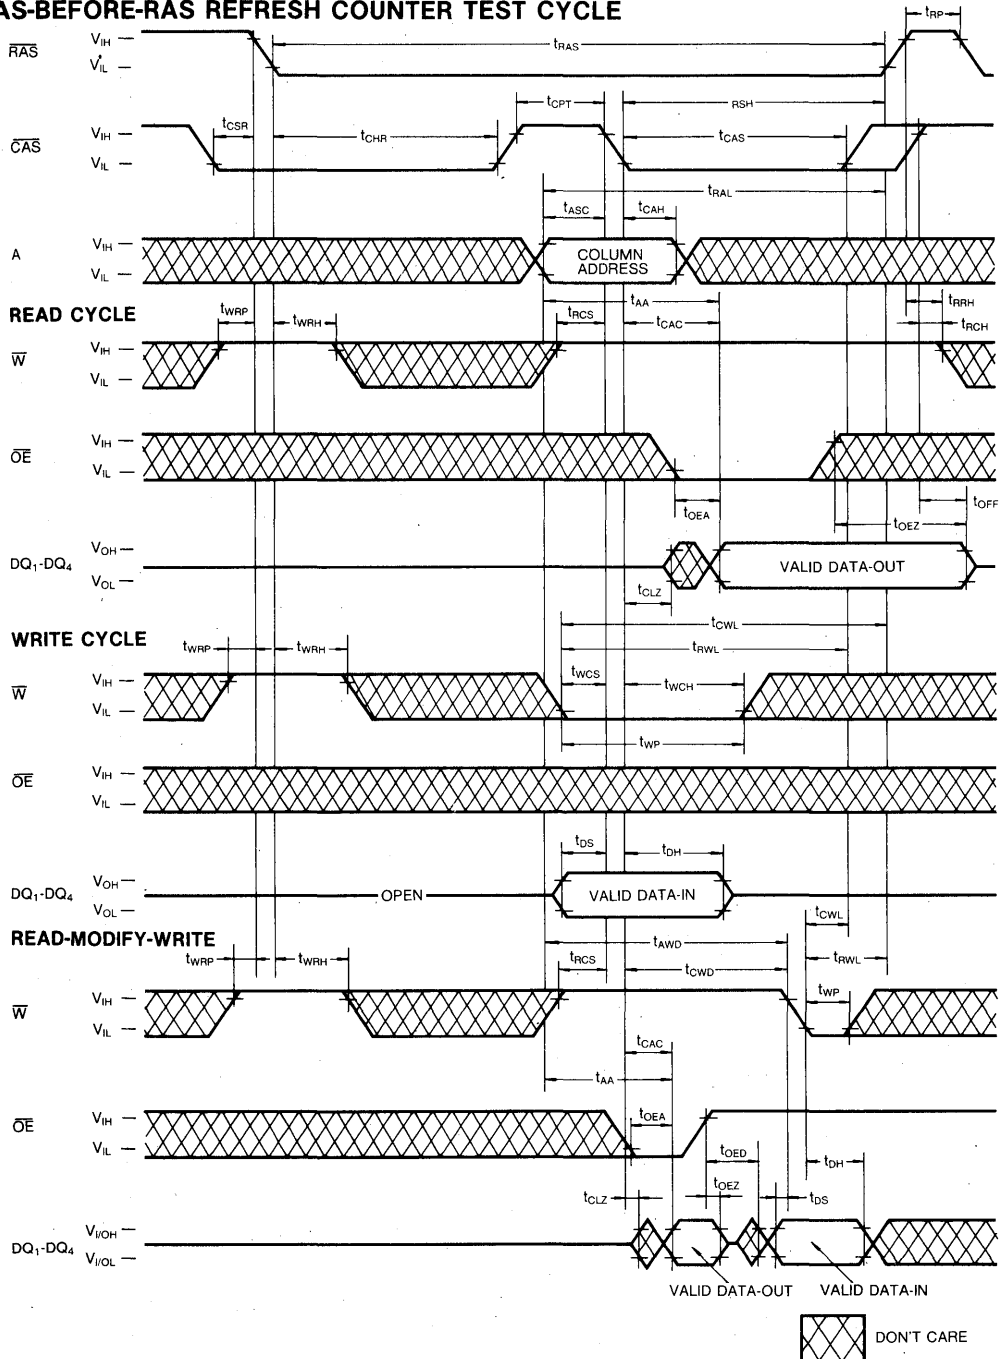 AS-BEFORE-RAS REFRESH COUNTER TEST CYCLE
tRP
RAS
VIH
VIL
tRAS
tCPT
RSH
CAS
VIH
VIL
tCSR
tCHR
tCAS
tRAL
tASC
tCAH
A
VIH
VIL
COLUMN
ADDRESS
READ CYCLE
tWRP
tWRH
tAA
tRCS
tCAC
tRRH
tRCH
W
VIH
VIL
OE
VIH
VIL
tOEA
tOEZ
tOFF
DQ1-DQ4
VOH
VOL
VALID DATA-OUT
tCLZ
WRITE CYCLE
tWRP
tWRH
tCWL
tRWL
W
VIH
VIL
tWCS
tWCH
tWP
OE
VIH
VIL
tDS
tDH
DQ1-DQ4
VOH
VOL
OPEN
VALID DATA-IN
READ-MODIFY-WRITE
tWRP
tWRH
tAWD
tRCS
tCWD
tCWL
tRWL
tWP
W
VIH
VIL
tCAC
tAA
OE
VIH
VIL
tOEA
tOED
tOEZ
tDH
tCLZ
tDS
DQ1-DQ4
VI/OH
VI/OL
VALID DATA-OUT
VALID DATA-IN
DON'T CARE